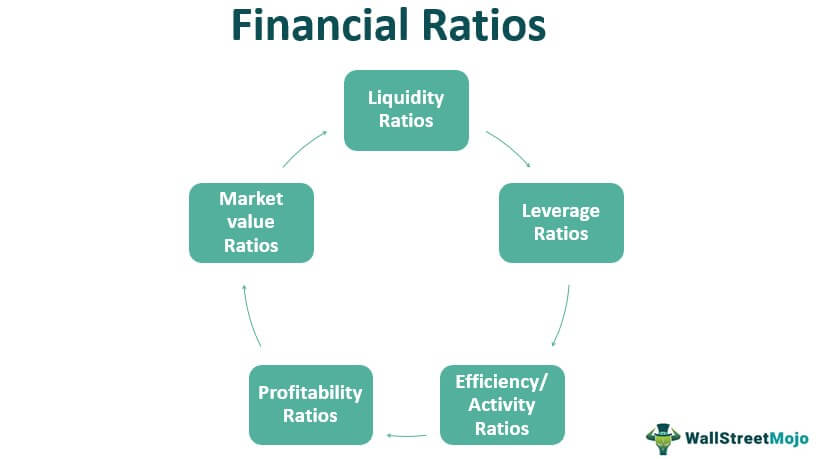 Financial Ratios
Liquidity
Ratios
Leverage
Ratios
Efficiency/
Activity
Ratios
Profitability
Ratios
Market
value
Ratios
WallStreetMojo